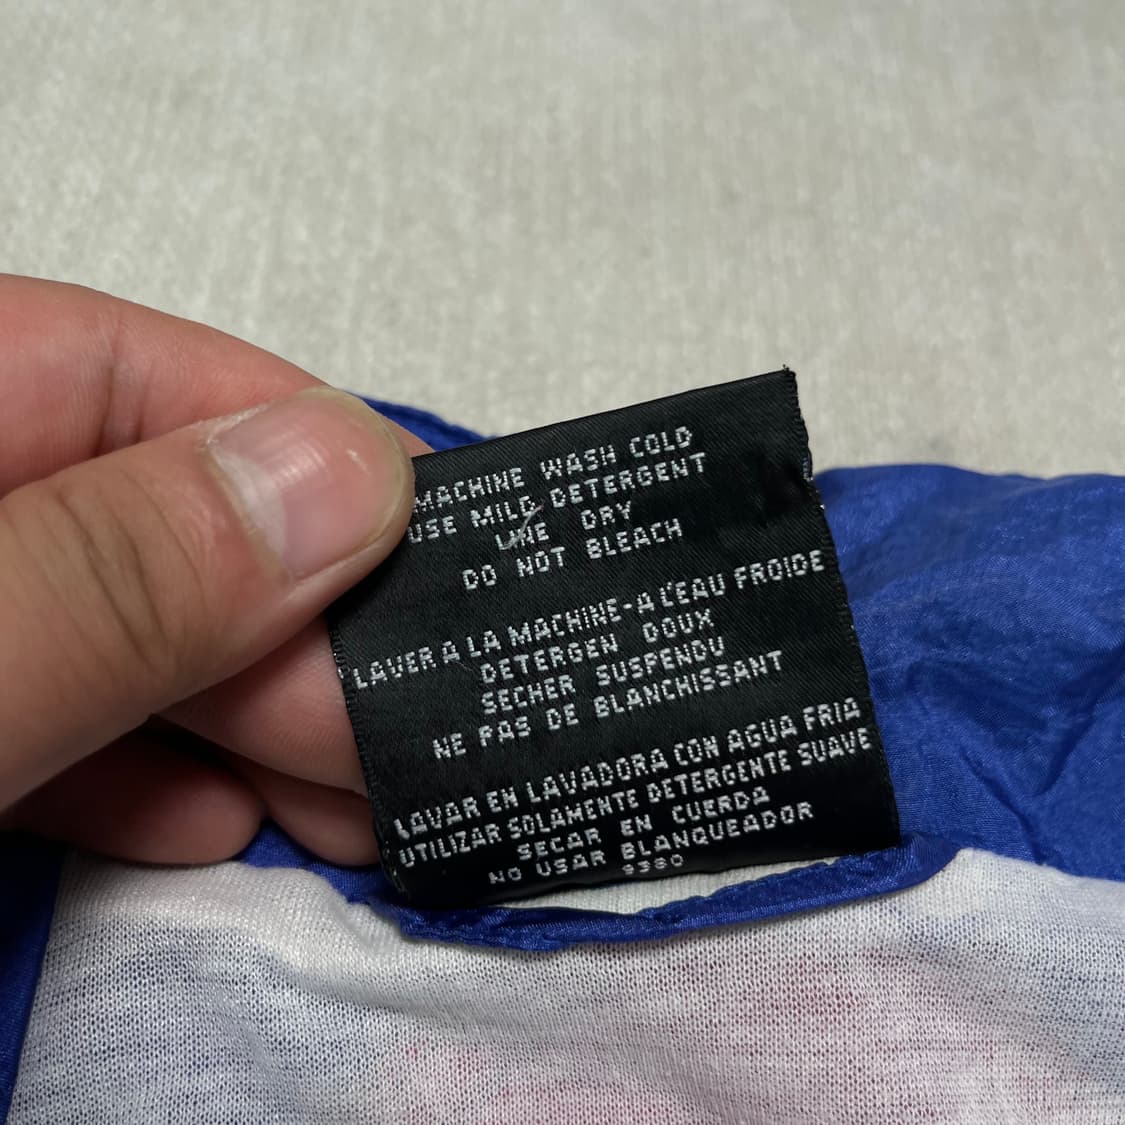 MACHINE WASH COLD
USE MILD DETERGENT
LINE DRY
DO NOT BLEACH
LAVER A LA MACHINE-A L'EAU FROIDE
DETERGEN DOUX
SECHER SUSPENDU
NE PAS DE BLANCHISSANT
LAVAR EN LAVADORA CON AGUA FRIA
UTILIZAR SOLAMENTE DETERGENTE SUAVE
SECAR EN CUERDA
NO USAR BLANQUEADOR